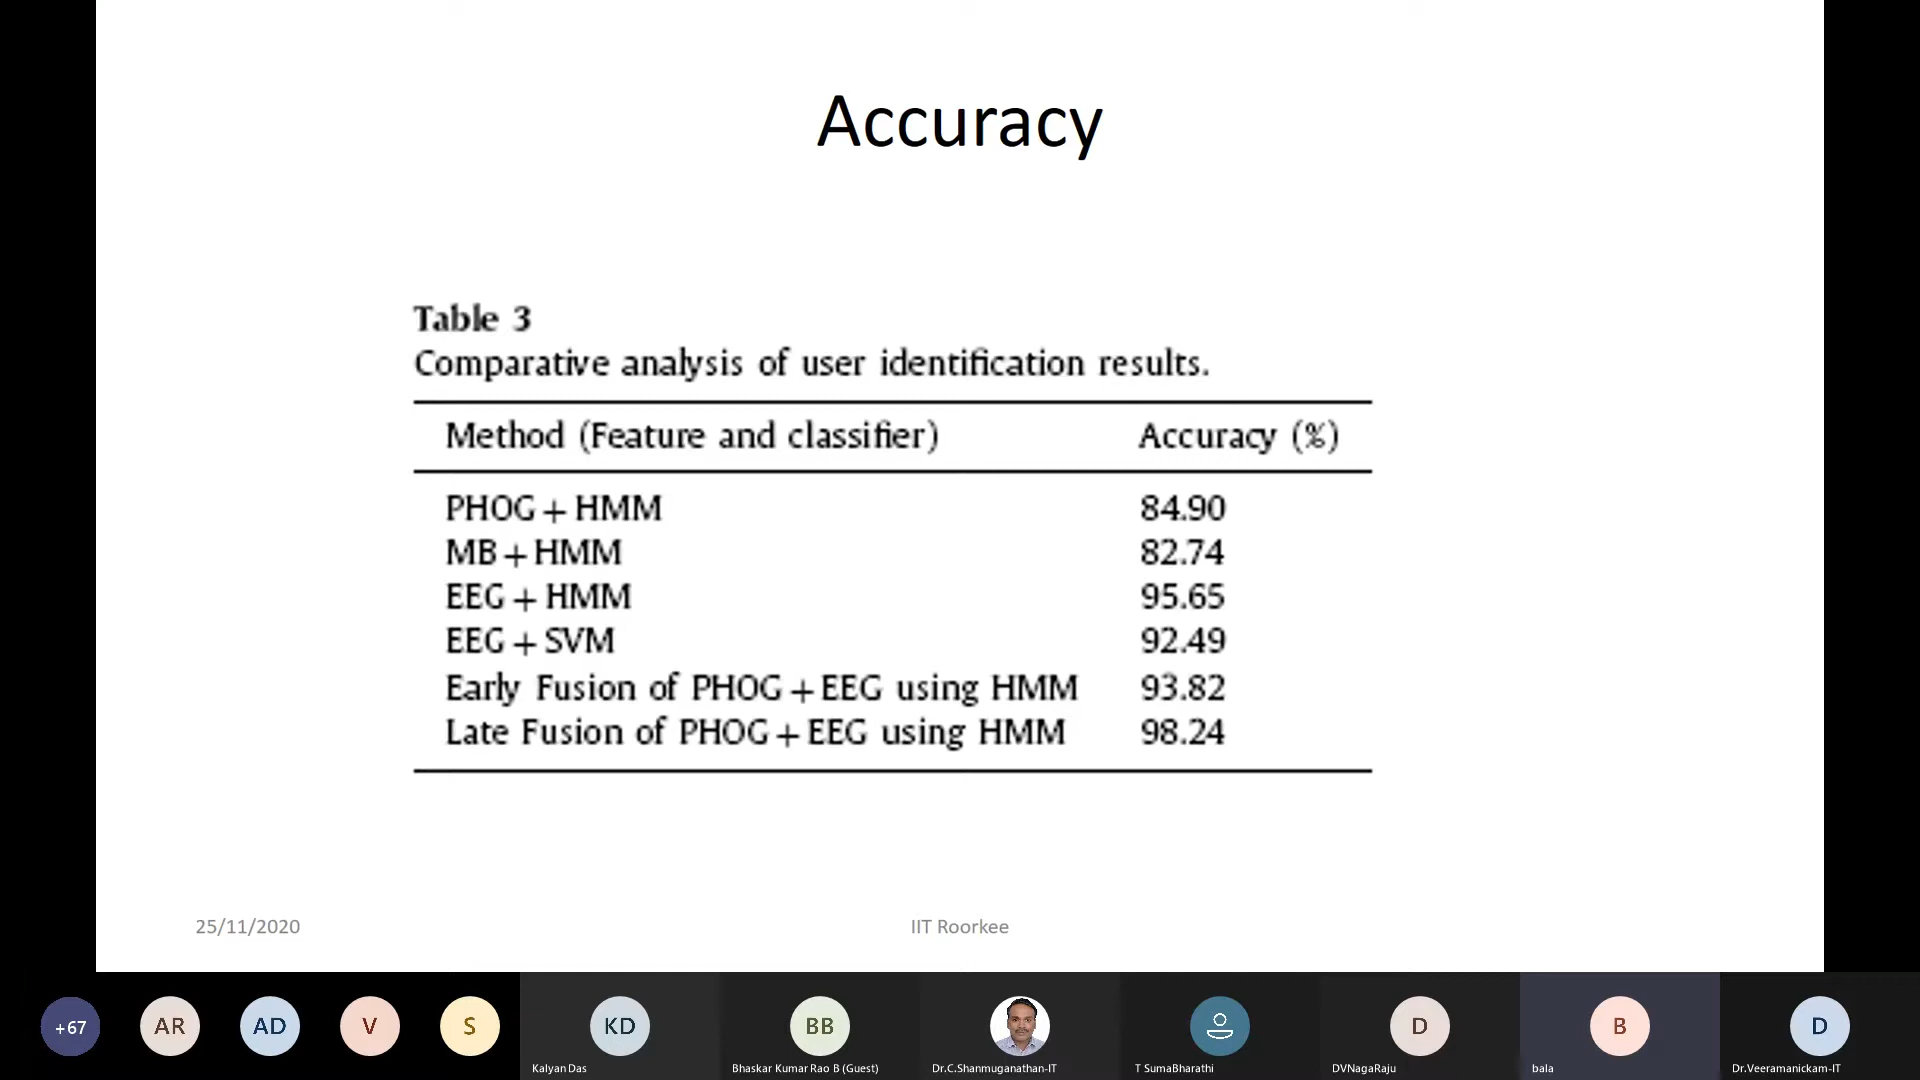 Accuracy
Table 3
Comparative analysis of user identification results.
Method (Feature and classifier) Accuracy (%)
PHOG + HMM 84.90
MB + HMM 82.74
EEG + HMM 95.65
EEG + SVM 92.49
Early Fusion of PHOG + EEG using HMM 93.82
Late Fusion of PHOG + EEG using HMM 98.24
25/11/2020 IIT Roorkee
+67 AR AD V S KD BB D B D
Kalyan Das Bhaskar Kumar Rao B (Guest) Dr.C.Shanmuganathan-IT T SumaBharathi DVNagaRaju bala Dr.Veeramanickam-IT